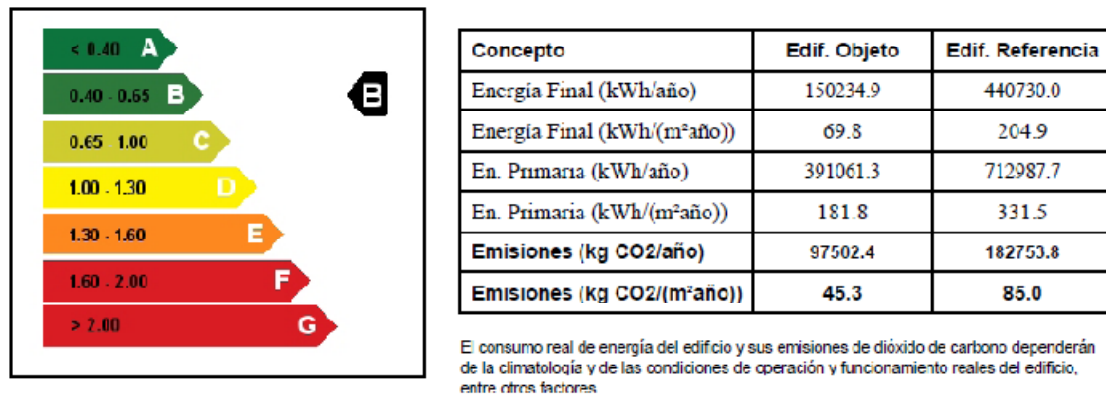 < 0.40 A
0.40 - 0.65 B
B
0.65 1.00 C
1.00 - 1.30 D
1.30 - 1.60 E
1.60 - 2.00 F
> 2.00 G
Concepto Edif. Objeto Edif. Referencia
Energía Final (kWh/año) 150234.9 440730.0
Energía Final (kWh/(m²año)) 69.8 204.9
En. Primaria (kWh/año) 391061.3 712987.7
En. Primaria (kWh/(m²año)) 181.8 331.5
Emisiones (kg CO2/año) 97502.4 182753.8
Emisiones (kg CO2/(m²año)) 45.3 85.0
El consumo real de energía del edificio y sus emisiones de dióxido de carbono dependerán
de la climatología y de las condiciones de operación y funcionamiento reales del edificio,
entre otros factores